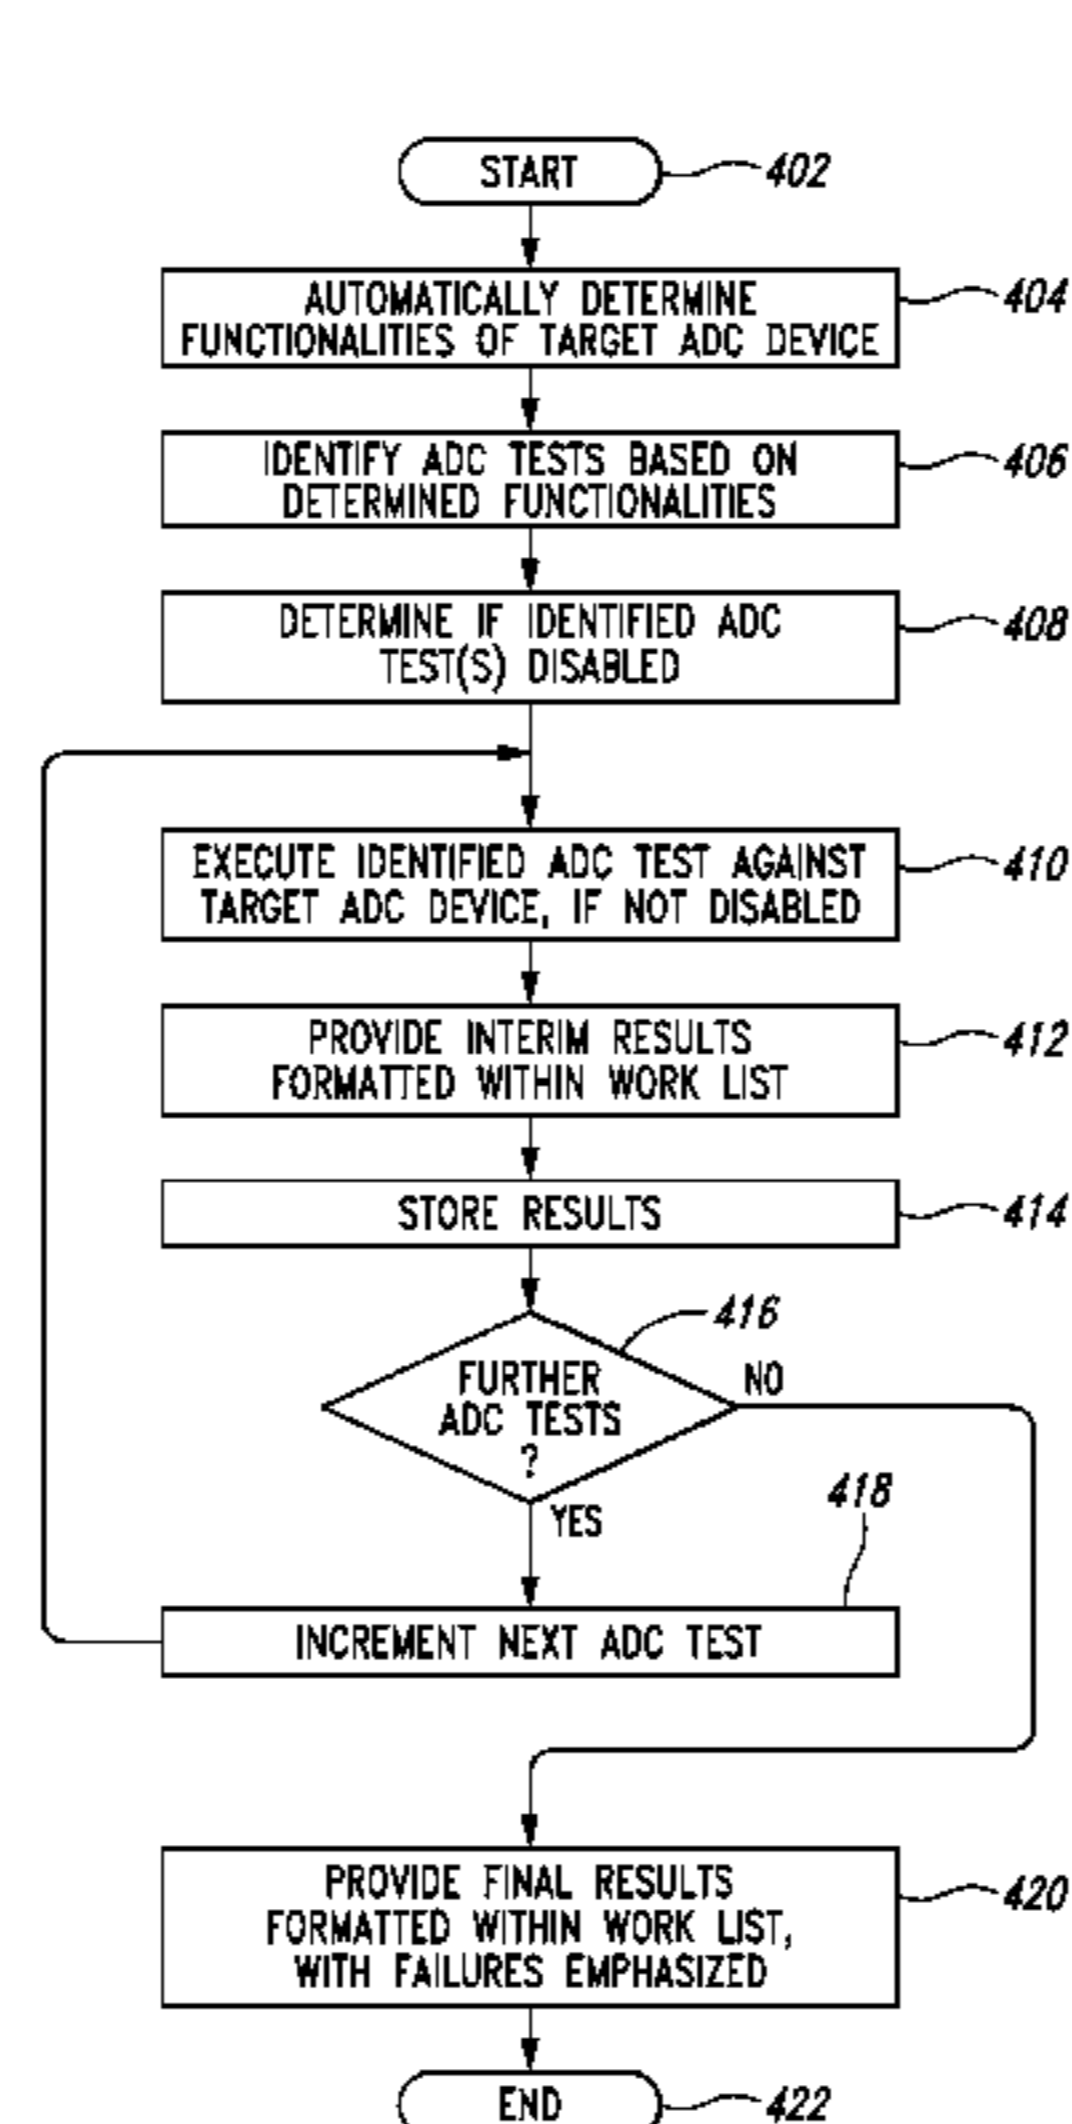 START
402
AUTOMATICALLY DETERMINE
FUNCTIONALITIES OF TARGET ADC DEVICE
404
IDENTIFY ADC TESTS BASED ON
DETERMINED FUNCTIONALITIES
406
DETERMINE IF IDENTIFIED ADC
TEST(S) DISABLED
408
EXECUTE IDENTIFIED ADC TEST AGAINST
TARGET ADC DEVICE, IF NOT DISABLED
410
PROVIDE INTERIM RESULTS
FORMATTED WITHIN WORK LIST
412
STORE RESULTS
414
416
FURTHER
ADC TESTS
?
NO
YES
418
INCREMENT NEXT ADC TEST
PROVIDE FINAL RESULTS
FORMATTED WITHIN WORK LIST,
WITH FAILURES EMPHASIZED
420
END
422